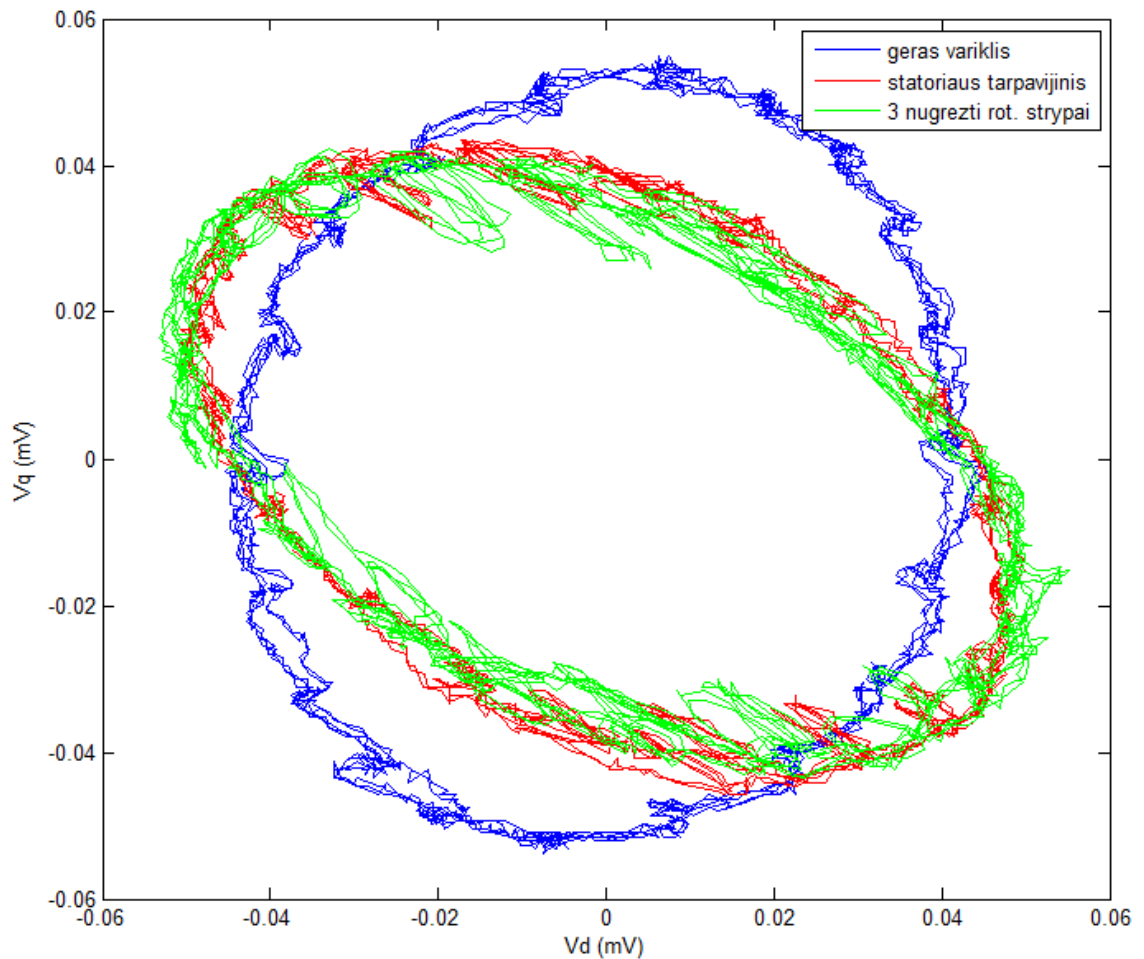 0.06
0.04
0.02
0
-0.02
-0.04
-0.06
Vq (mV)
geras variklis
statoriaus tarpavijinis
3 nugrezti rot. strypai
-0.06
-0.04
-0.02
0
0.02
0.04
0.06
Vd (mV)